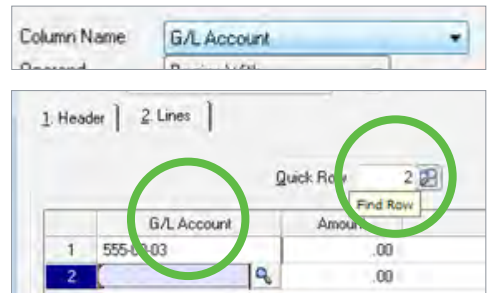 Column Name G/L Account
1. Header 2. Lines
Quick Row 2
Find Row
G/L Account Amount
1 555-00-03 .00
2 .00